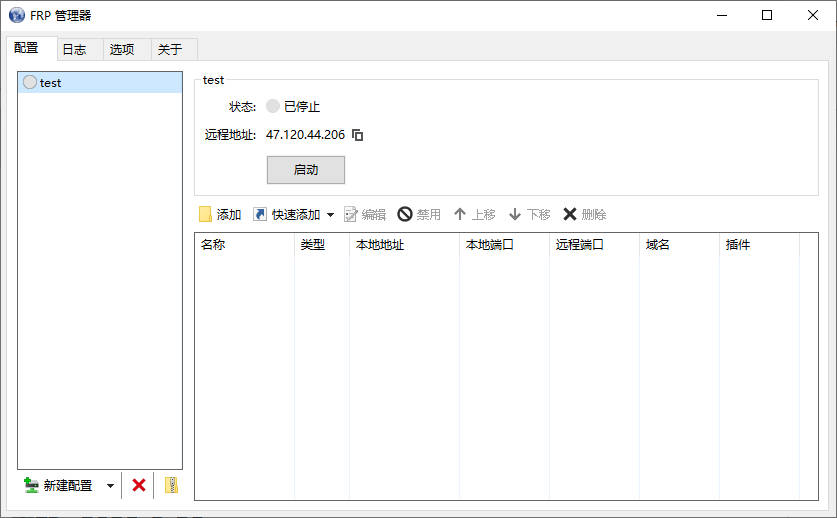 FRP 管理器
配置 日志 选项 关于
test
test
状态: 已停止
远程地址: 47.120.44.206
启动
添加 快速添加 编辑 禁用 上移 下移 删除
名称 类型 本地地址 本地端口 远程端口 域名 插件
新建配置